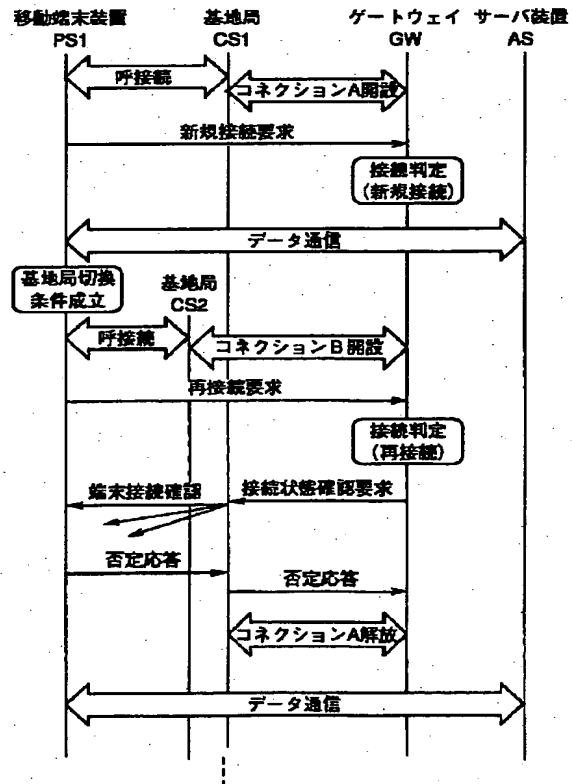 移動端末装置
PS1
基地局
CS1
ゲートウェイ
GW
サーバ装置
AS
呼接続
コネクションA開設
新規接続要求
接続判定
(新規接続)
データ通信
基地局切換
条件成立
基地局
CS2
呼接続
コネクションB開設
再接続要求
接続判定
(再接続)
端末接続確認
接続状態確認要求
否定応答
否定応答
コネクションA解放
データ通信